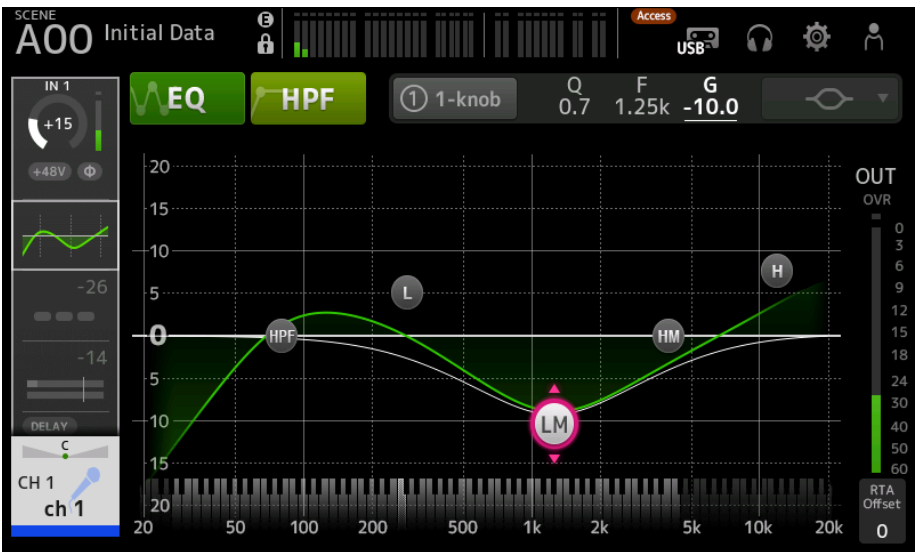 SCENE
A00 Initial Data
E
Access
USB
IN 1
+15
+48V Φ
-26
-14
DELAY
C
CH 1
ch 1
EQ
HPF
1 1-knob
Q F G
0.7 1.25k -10.0
20
15
10
5
0
5
10
15
20
HPF
L
LM
HM
H
20 50 100 200 500 1k 2k 5k 10k 20k
OUT
OVR
0
3
6
9
12
15
18
24
30
40
50
60
RTA
Offset
0